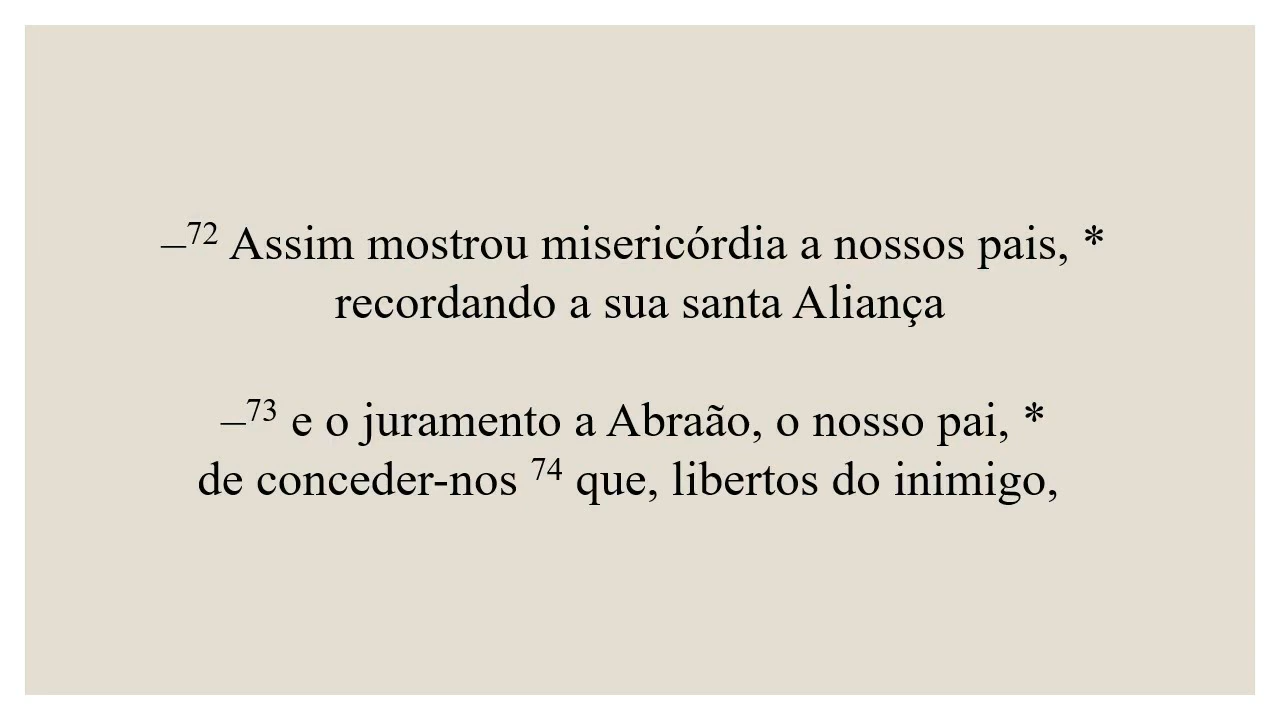 –72 Assim mostrou misericórdia a nossos pais, *
recordando a sua santa Aliança
–73 e o juramento a Abraão, o nosso pai, *
de conceder-nos 74 que, libertos do inimigo,